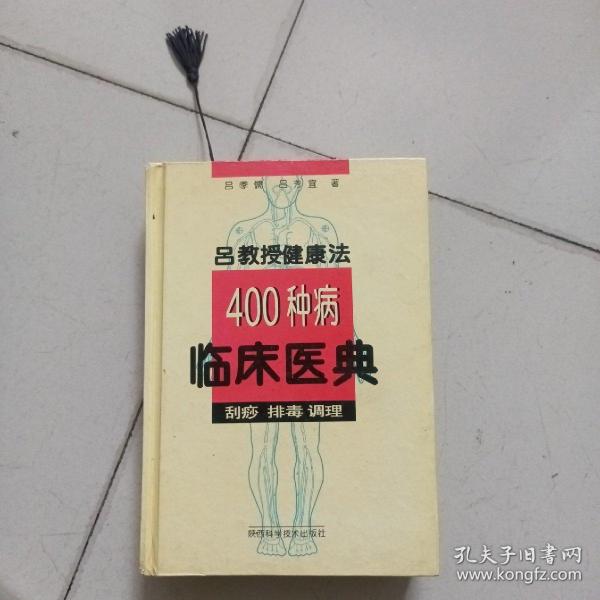 吕季儒 吕芳宜 著
吕教授健康法
400种病
临床医典
刮痧 排毒 调理
陕西科学技术出版社
孔夫子旧书网
www.kongfz.com